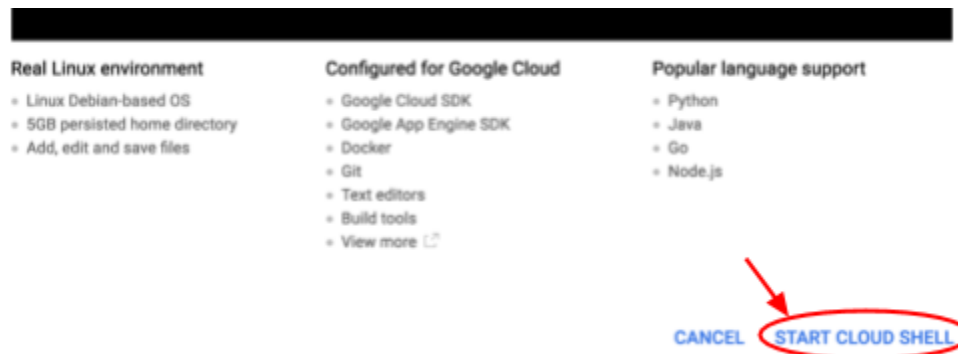 Real Linux environment
Linux Debian-based OS
5GB persisted home directory
Add, edit and save files
Configured for Google Cloud
Google Cloud SDK
Google App Engine SDK
Docker
Git
Text editors
Build tools
View more
Popular language support
Python
Java
Go
Node.js
CANCEL
START CLOUD SHELL